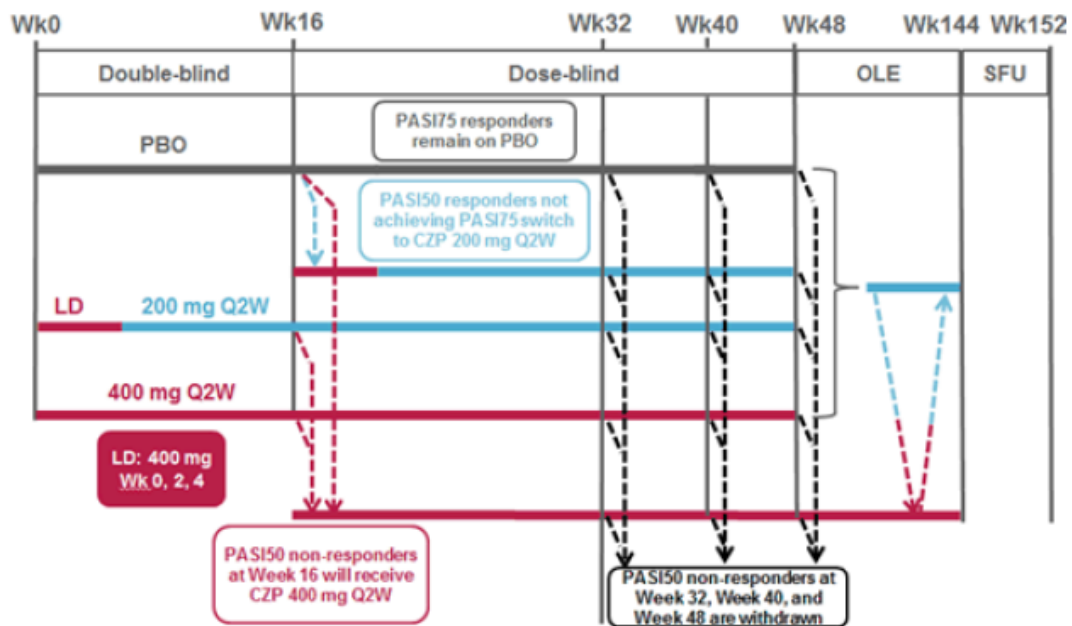 Wk0 Wk16 Wk32 Wk40 Wk48 Wk144 Wk152
Double-blind Dose-blind OLE SFU
PBO
PASI75 responders
remain on PBO
PASI50 responders not
achieving PASI75 switch
to CZP 200 mg Q2W
LD 200 mg Q2W
400 mg Q2W
LD: 400 mg
Wk 0, 2, 4
PASI50 non-responders
at Week 16 will receive
CZP 400 mg Q2W
PASI50 non-responders at
Week 32, Week 40, and
Week 48 are withdrawn